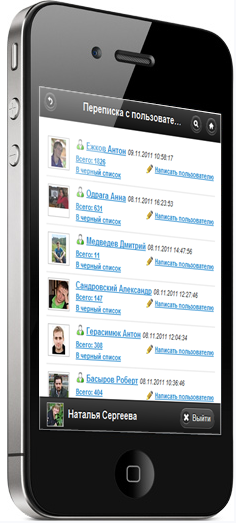 Переписка с пользовате...
Ежков Антон 09.11.2011 10:58:17
Всего: 1126 Написать пользователю
В черный список
Одрага Анна 08.11.2011 16:23:53
Всего: 631 Написать пользователю
В черный список
Медведев Дмитрий 08.11.2011 14:47:56
Всего: 11 Написать пользователю
В черный список
Сандровский Александр 08.11.2011 12:27:46
Всего: 147 Написать пользователю
В черный список
Герасимюк Антон 08.11.2011 12:04:34
Всего: 308 Написать пользователю
В черный список
Басыров Роберт 08.11.2011 10:36:46
Всего: 404 Написать пользователю
Наталья Сергеева Выйти